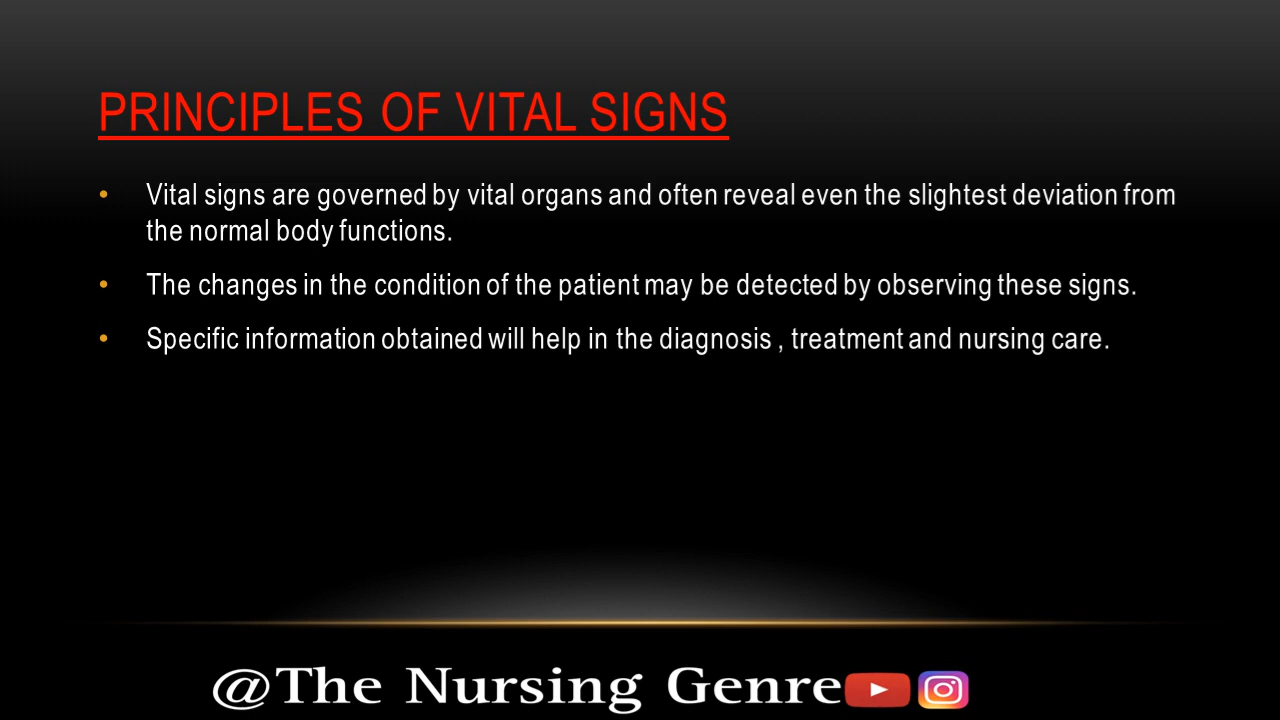 PRINCIPLES OF VITAL SIGNS
• Vital signs are governed by vital organs and often reveal even the slightest deviation from
the normal body functions.
• The changes in the condition of the patient may be detected by observing these signs.
• Specific information obtained will help in the diagnosis , treatment and nursing care.
@The Nursing Genre